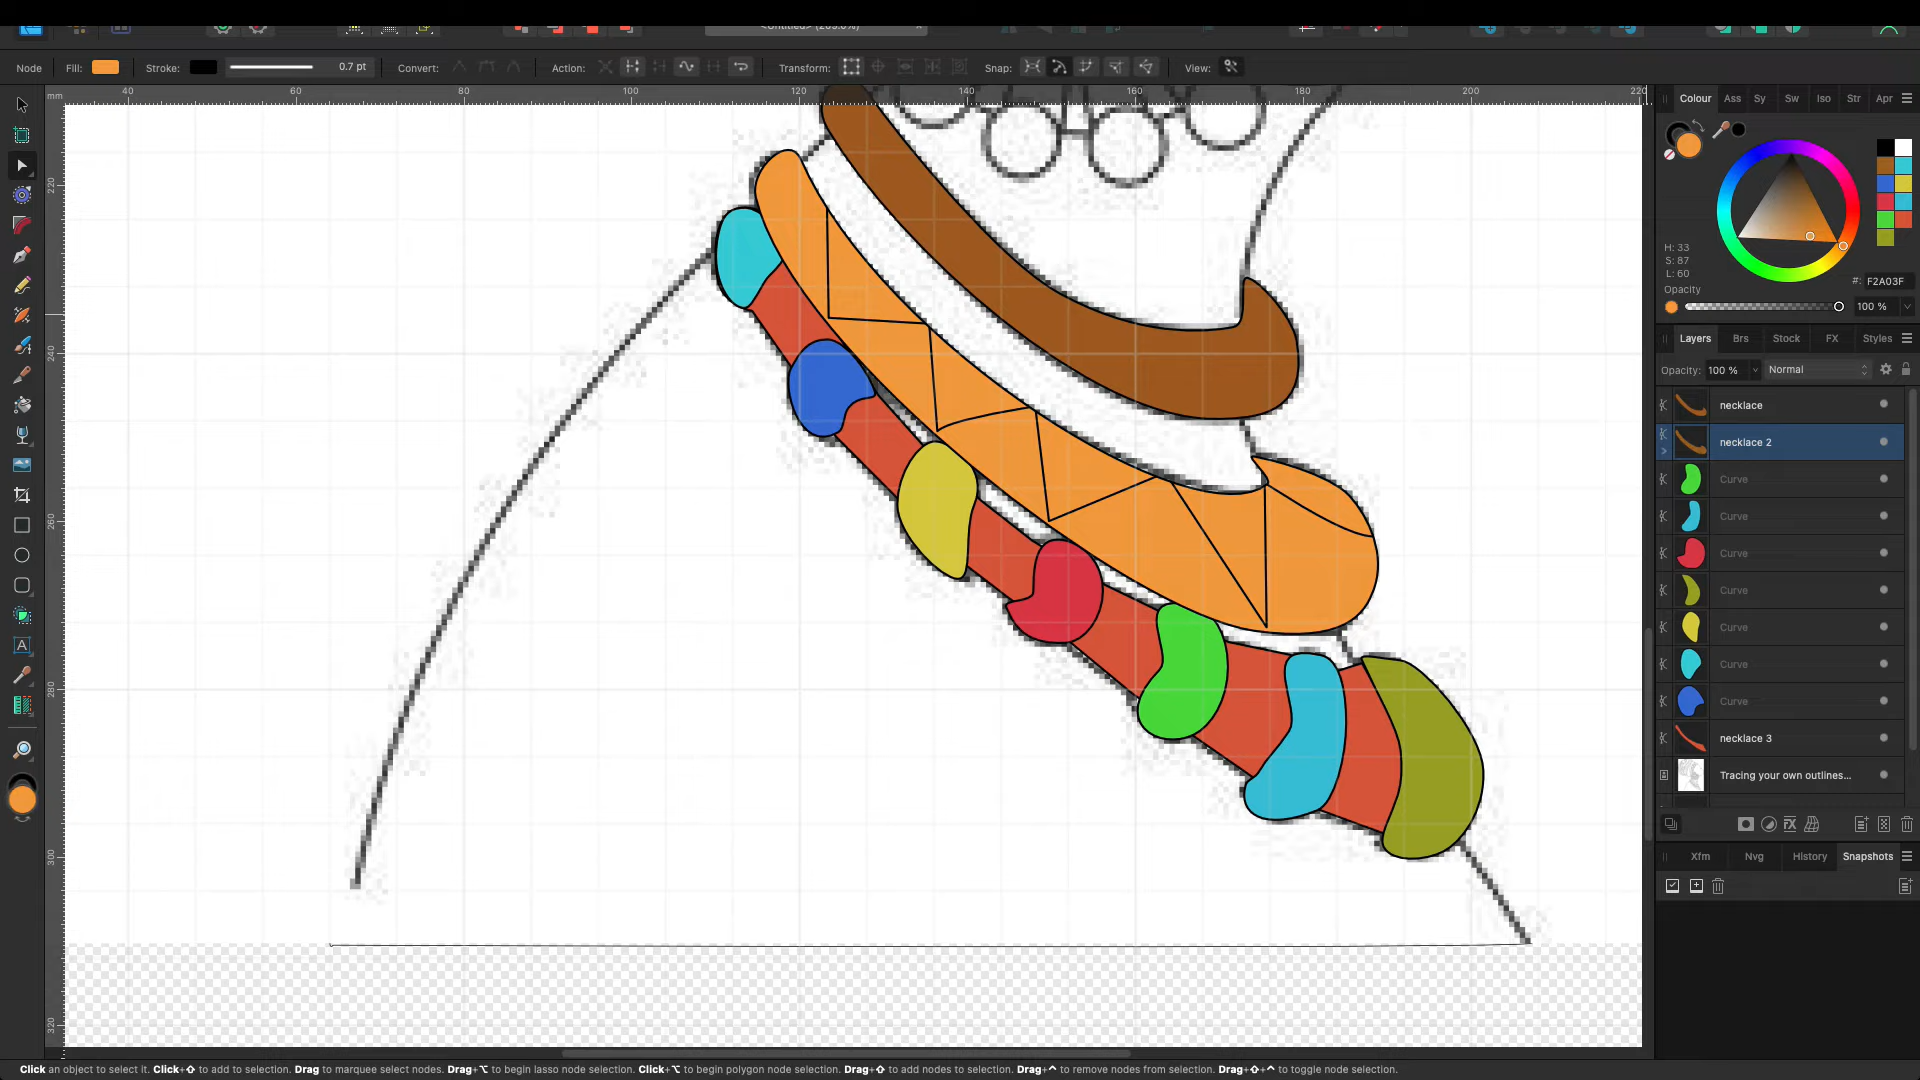 <Untitled> (289.0%)
Node Fill: Stroke: 0.7 pt Convert: Action: Transform: Snap: View:
mm 40 60 80 100 120 140 160 180 200 220
220
240
260
280
300
320
Colour Ass Sy Sw Iso Str Apr
H: 33
S: 87
L: 60
#: F2A03F
Opacity
100 %
Layers Brs Stock FX Styles
Opacity: 100 % Normal
necklace
necklace 2
Curve
Curve
Curve
Curve
Curve
Curve
Curve
necklace 3
Tracing your own outlines...
Xfm Nvg History Snapshots
Click an object to select it. Click+⇧ to add to selection. Drag to marquee select nodes. Drag+⌥ to begin lasso node selection. Click+⌥ to begin polygon node selection. Drag+⇧ to add nodes to selection. Drag+^ to remove nodes from selection. Drag+⇧+^ to toggle node selection.